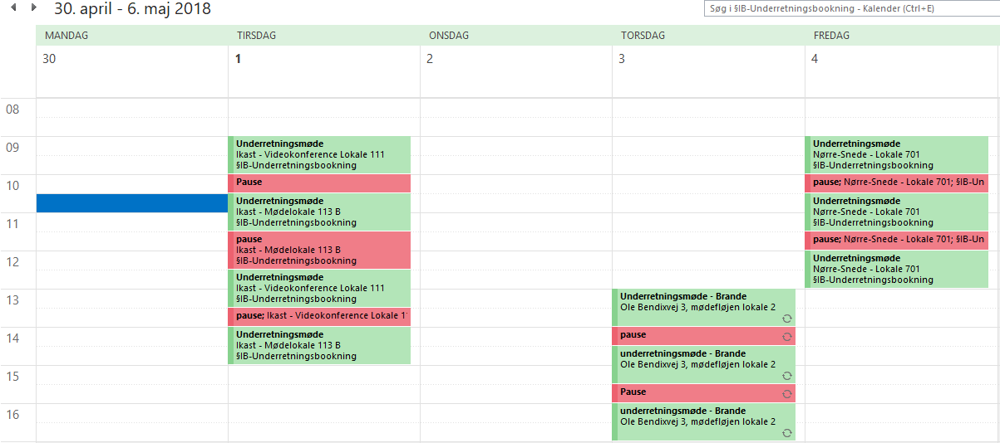 30. april - 6. maj 2018
Søg i §IB-Underretningsbookning - Kalender (Ctrl+E)
MANDAG
TIRSDAG
ONSDAG
TORSDAG
FREDAG
30
1
2
3
4
08
09
10
11
12
13
14
15
16
Underretningsmøde
Ikast - Videokonference Lokale 111
§IB-Underretningsbookning
Pause
Underretningsmøde
Ikast - Mødelokale 113 B
§IB-Underretningsbookning
pause
Ikast - Mødelokale 113 B
§IB-Underretningsbookning
Underretningsmøde
Ikast - Videokonference Lokale 111
§IB-Underretningsbookning
pause; Ikast - Videokonference Lokale 1
Underretningsmøde
Ikast - Mødelokale 113 B
§IB-Underretningsbookning
Underretningsmøde - Brande
Ole Bendixvej 3, mødefløjen lokale 2
pause
underretningsmøde - Brande
Ole Bendixvej 3, mødefløjen lokale 2
Pause
underretningsmøde - Brande
Ole Bendixvej 3, mødefløjen lokale 2
Underretningsmøde
Nørre-Snede - Lokale 701
§IB-Underretningsbookning
pause; Nørre-Snede - Lokale 701; §IB-Un
Underretningsmøde
Nørre-Snede - Lokale 701
§IB-Underretningsbookning
pause; Nørre-Snede - Lokale 701; §IB-Un
Underretningsmøde
Nørre-Snede - Lokale 701
§IB-Underretningsbookning